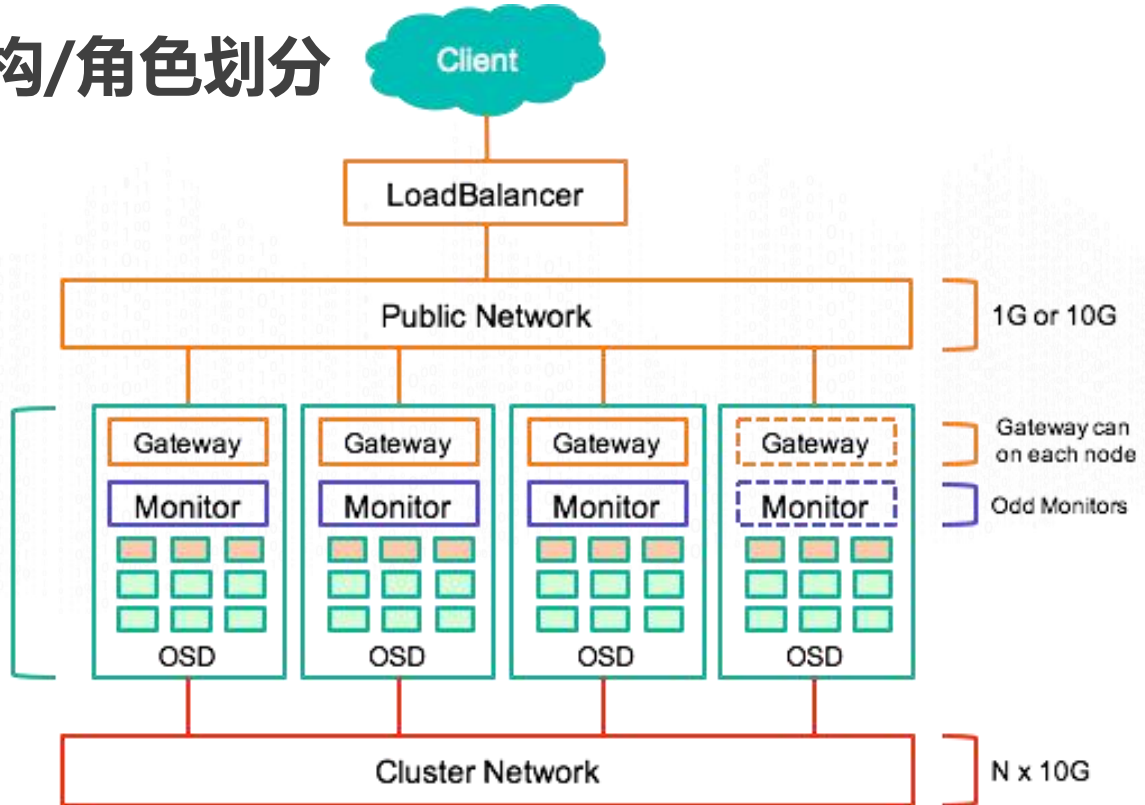 构/角色划分
Client
LoadBalancer
Public Network
1G or 10G
Gateway
Gateway
Gateway
Gateway
Gateway can
on each node
Monitor
Monitor
Monitor
Monitor
Odd Monitors
OSD
OSD
OSD
OSD
Cluster Network
N x 10G